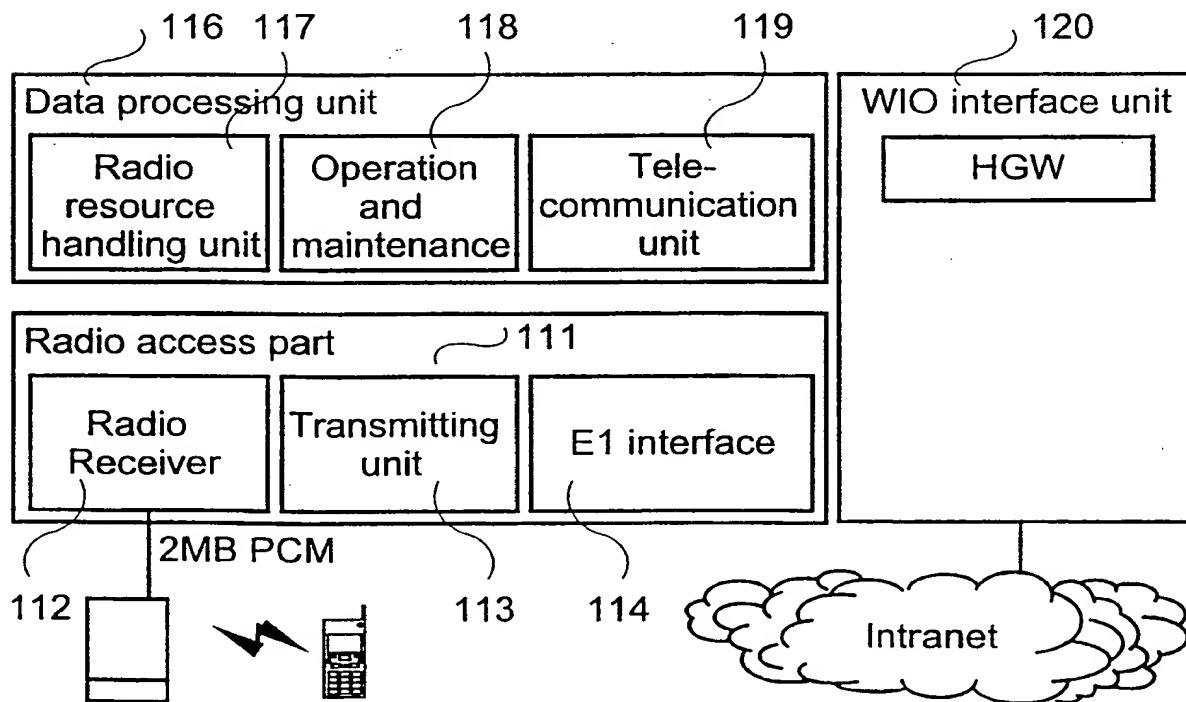 116
117
118
119
120
Data processing unit
WIO interface unit
Radio
resource
handling unit
Operation
and
maintenance
Tele-
communication
unit
HGW
Radio access part
111
Radio
Receiver
Transmitting
unit
E1 interface
2MB PCM
112
113
114
Intranet